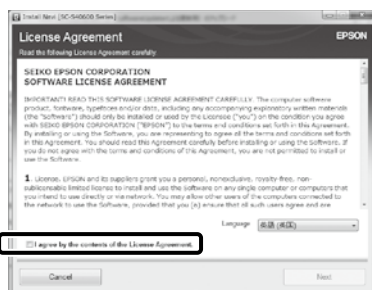 Install Navi [SC-S40600 Series]
License Agreement
EPSON
Read the following License Agreement carefully.
SEIKO EPSON CORPORATION
SOFTWARE LICENSE AGREEMENT
IMPORTANT! READ THIS SOFTWARE LICENSE AGREEMENT CAREFULLY. The computer software
product, fontware, typefaces and/or data, including any accompanying explanatory written materials
(the "Software") should only be installed or used by the Licensee ("you") on the condition you agree
with SEIKO EPSON CORPORATION ("EPSON") to the terms and conditions set forth in this Agreement.
By installing or using the Software, you are representing to agree all the terms and conditions set forth
in this Agreement. You should read this Agreement carefully before installing or using the Software. If
you do not agree with the terms and conditions of this Agreement, you are not permitted to install or
use the Software.
1. License. EPSON and its suppliers grant you a personal, nonexclusive, royalty-free, non-
sublicensable limited license to install and use the Software on any single computer or computers that
you intend to use directly or via network. You may allow other users of the computers connected to
the network to use the Software, provided that you (a) ensure that all such users agree and are
Language
英語 (英国)
I agree by the contents of the License Agreement.
Cancel
Next